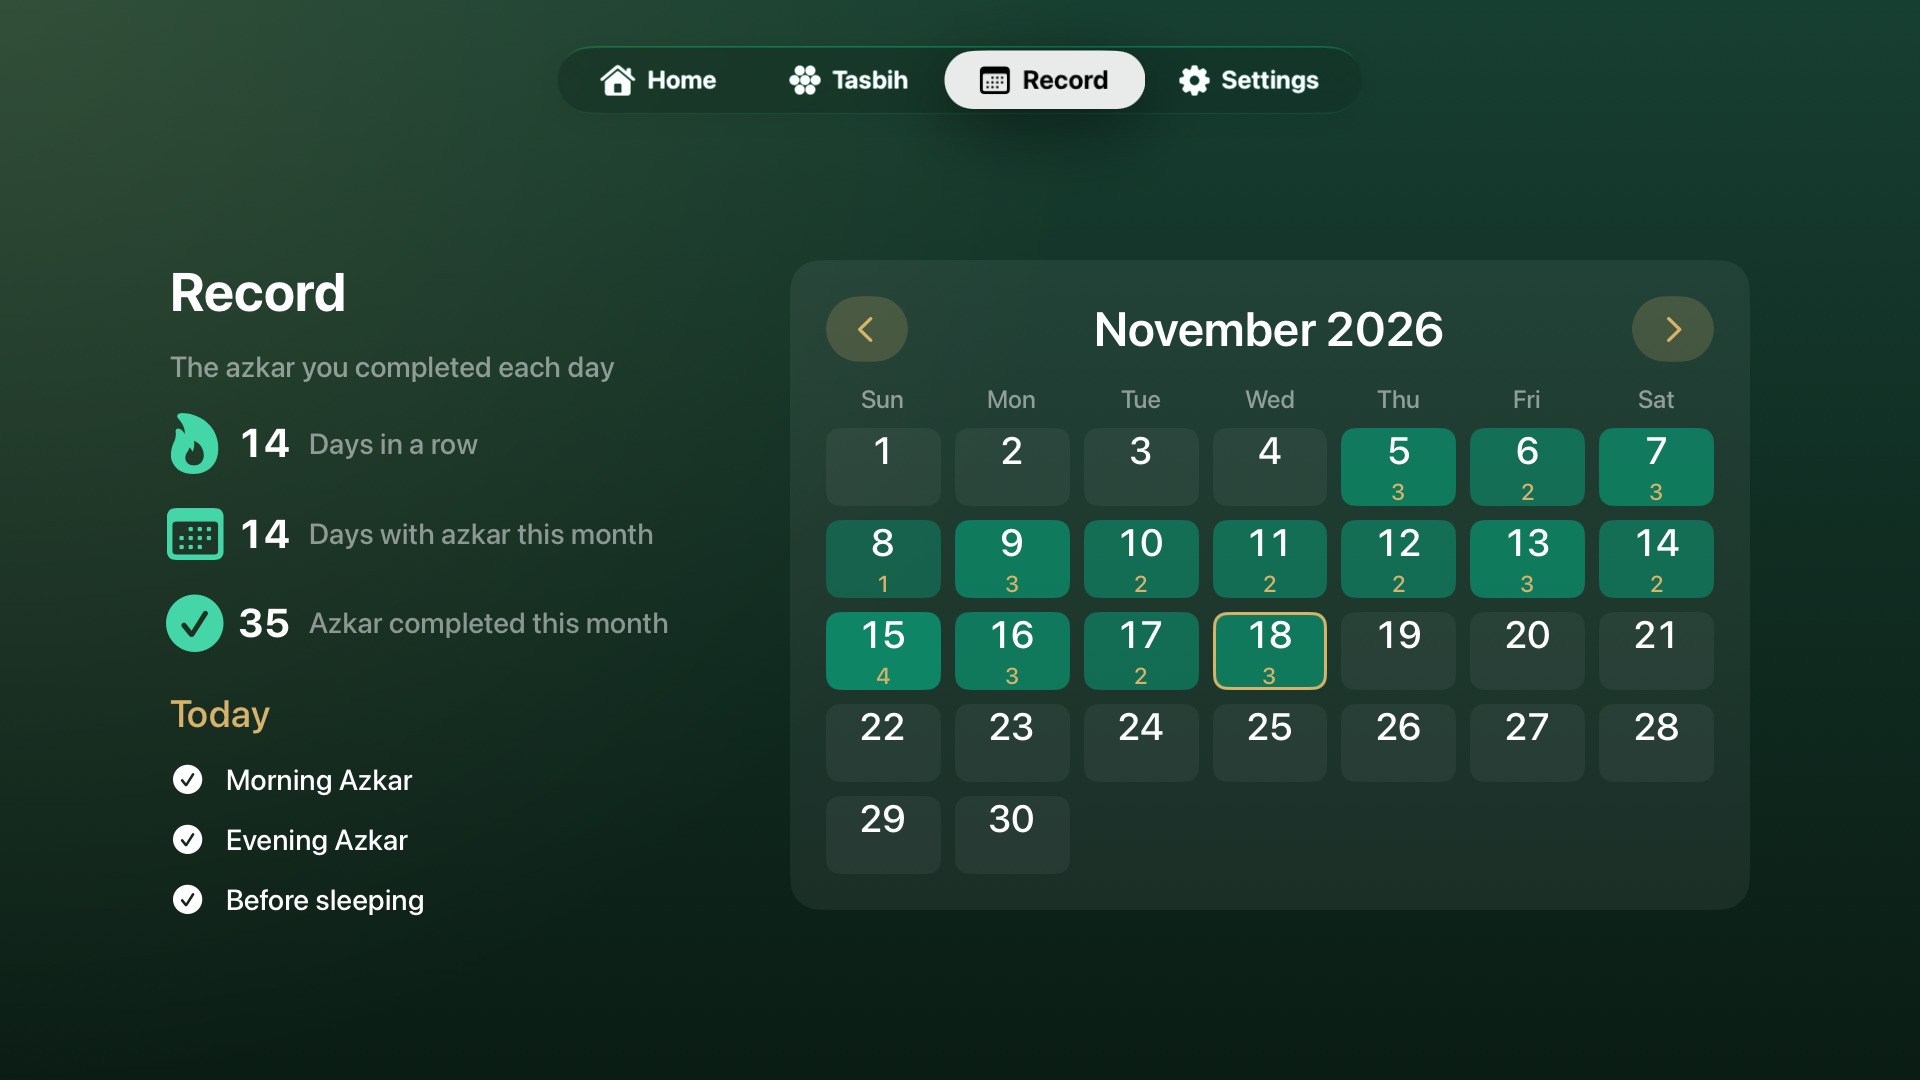 Home Tasbih Record Settings
Record
The azkar you completed each day
14 Days in a row
14 Days with azkar this month
35 Azkar completed this month
Today
Morning Azkar
Evening Azkar
Before sleeping
November 2026
Sun Mon Tue Wed Thu Fri Sat
1 2 3 4 5 6 7
3 2 3
8 9 10 11 12 13 14
1 3 2 2 2 3 2
15 16 17 18 19 20 21
4 3 2 3
22 23 24 25 26 27 28
29 30